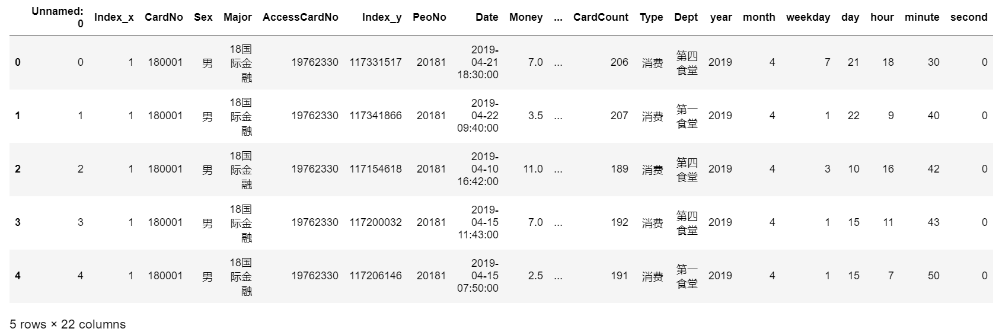 Unnamed: 0 Index_x CardNo Sex Major AccessCardNo Index_y PeoNo Date Money ... CardCount Type Dept year month weekday day hour minute second
0 0 1 180001 男 18国际金融 19762330 117331517 20181 2019-04-21 18:30:00 7.0 ... 206 消费 第四食堂 2019 4 7 21 18 30 0
1 1 1 180001 男 18国际金融 19762330 117341866 20181 2019-04-22 09:40:00 3.5 ... 207 消费 第一食堂 2019 4 1 22 9 40 0
2 2 1 180001 男 18国际金融 19762330 117154618 20181 2019-04-10 16:42:00 11.0 ... 189 消费 第四食堂 2019 4 3 10 16 42 0
3 3 1 180001 男 18国际金融 19762330 117200032 20181 2019-04-15 11:43:00 7.0 ... 192 消费 第四食堂 2019 4 1 15 11 43 0
4 4 1 180001 男 18国际金融 19762330 117206146 20181 2019-04-15 07:50:00 2.5 ... 191 消费 第一食堂 2019 4 1 15 7 50 0
5 rows × 22 columns